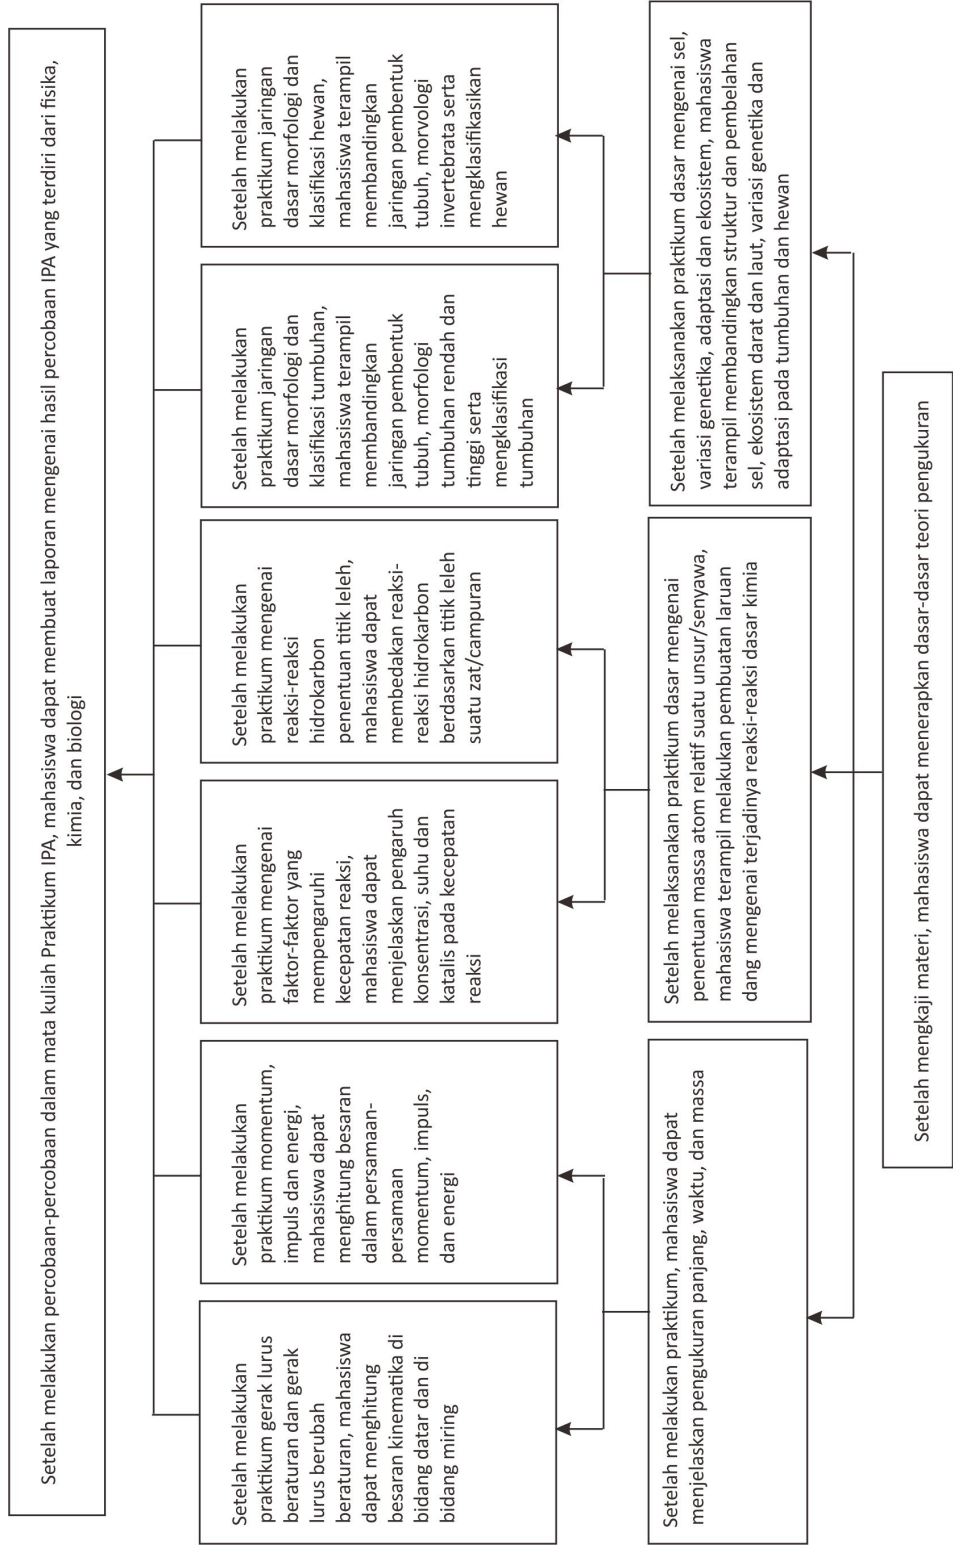 Setelah melakukan percobaan-percobaan dalam mata kuliah Praktikum IPA, mahasiswa dapat membuat laporan mengenai hasil percobaan IPA yang terdiri dari fisika,
kimia, dan biologi
Setelah melakukan
praktikum gerak lurus
beraturan dan gerak
lurus berubah
beraturan, mahasiswa
dapat menghitung
besaran kinematika di
bidang datar dan di
bidang miring
Setelah melakukan
praktikum momentum,
impuls dan energi,
mahasiswa dapat
menghitung besaran
dalam persamaan-
persamaan
momentum, impuls,
dan energi
Setelah melakukan
praktikum mengenai
faktor-faktor yang
mempengaruhi
kecepatan reaksi,
mahasiswa dapat
menjelaskan pengaruh
konsentrasi, suhu dan
katalis pada kecepatan
reaksi
Setelah melakukan
praktikum mengenai
reaksi-reaksi
hidrokarbon
penentuan titik leleh,
mahasiswa dapat
membedakan reaksi-
reaksi hidrokarbon
berdasarkan titik leleh
suatu zat/campuran
Setelah melakukan
praktikum jaringan
dasar morfologi dan
klasifikasi tumbuhan,
mahasiswa terampil
membandingkan
jaringan pembentuk
tubuh, morfologi
tumbuhan rendah dan
tinggi serta
mengklasifikasi
tumbuhan
Setelah melakukan
praktikum jaringan
dasar morfologi dan
klasifikasi hewan,
mahasiswa terampil
membandingkan
jaringan pembentuk
tubuh, morvologi
invertebrata serta
mengklasifikasikan
hewan
Setelah melakukan praktikum, mahasiswa dapat
menjelaskan pengukuran panjang, waktu, dan massa
Setelah melaksanakan praktikum dasar mengenai
penentuan massa atom relatif suatu unsur/senyawa,
mahasiswa terampil melakukan pembuatan laruan
dang mengenai terjadinya reaksi-reaksi dasar kimia
Setelah melaksanakan praktikum dasar mengenai sel,
variasi genetika, adaptasi dan ekosistem, mahasiswa
terampil membandingkan struktur dan pembelahan
sel, ekosistem darat dan laut, variasi genetika dan
adaptasi pada tumbuhan dan hewan
Setelah mengkaji materi, mahasiswa dapat menerapkan dasar-dasar teori pengukuran